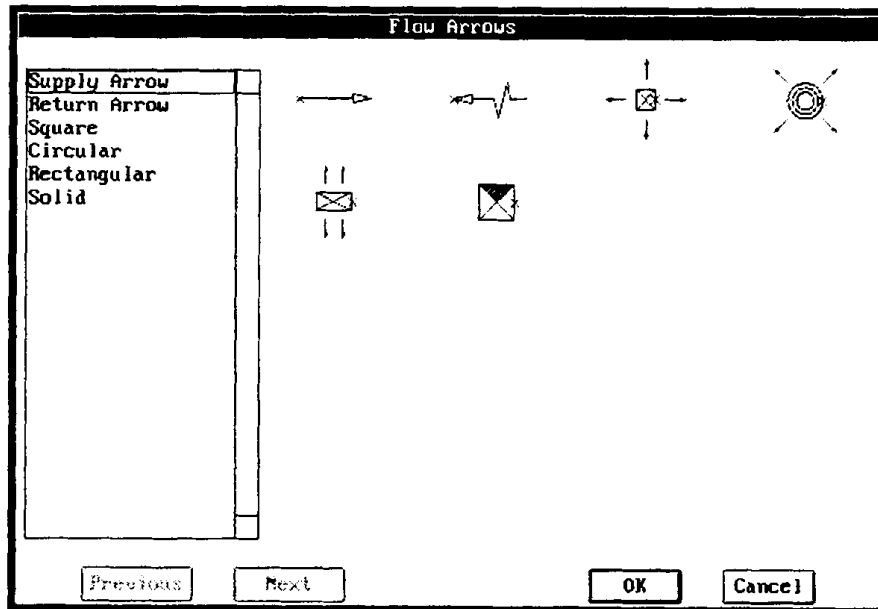 Flow Arrows
Supply Arrow
Return Arrow
Square
Circular
Rectangular
Solid
Previous
Next
OK
Cancel